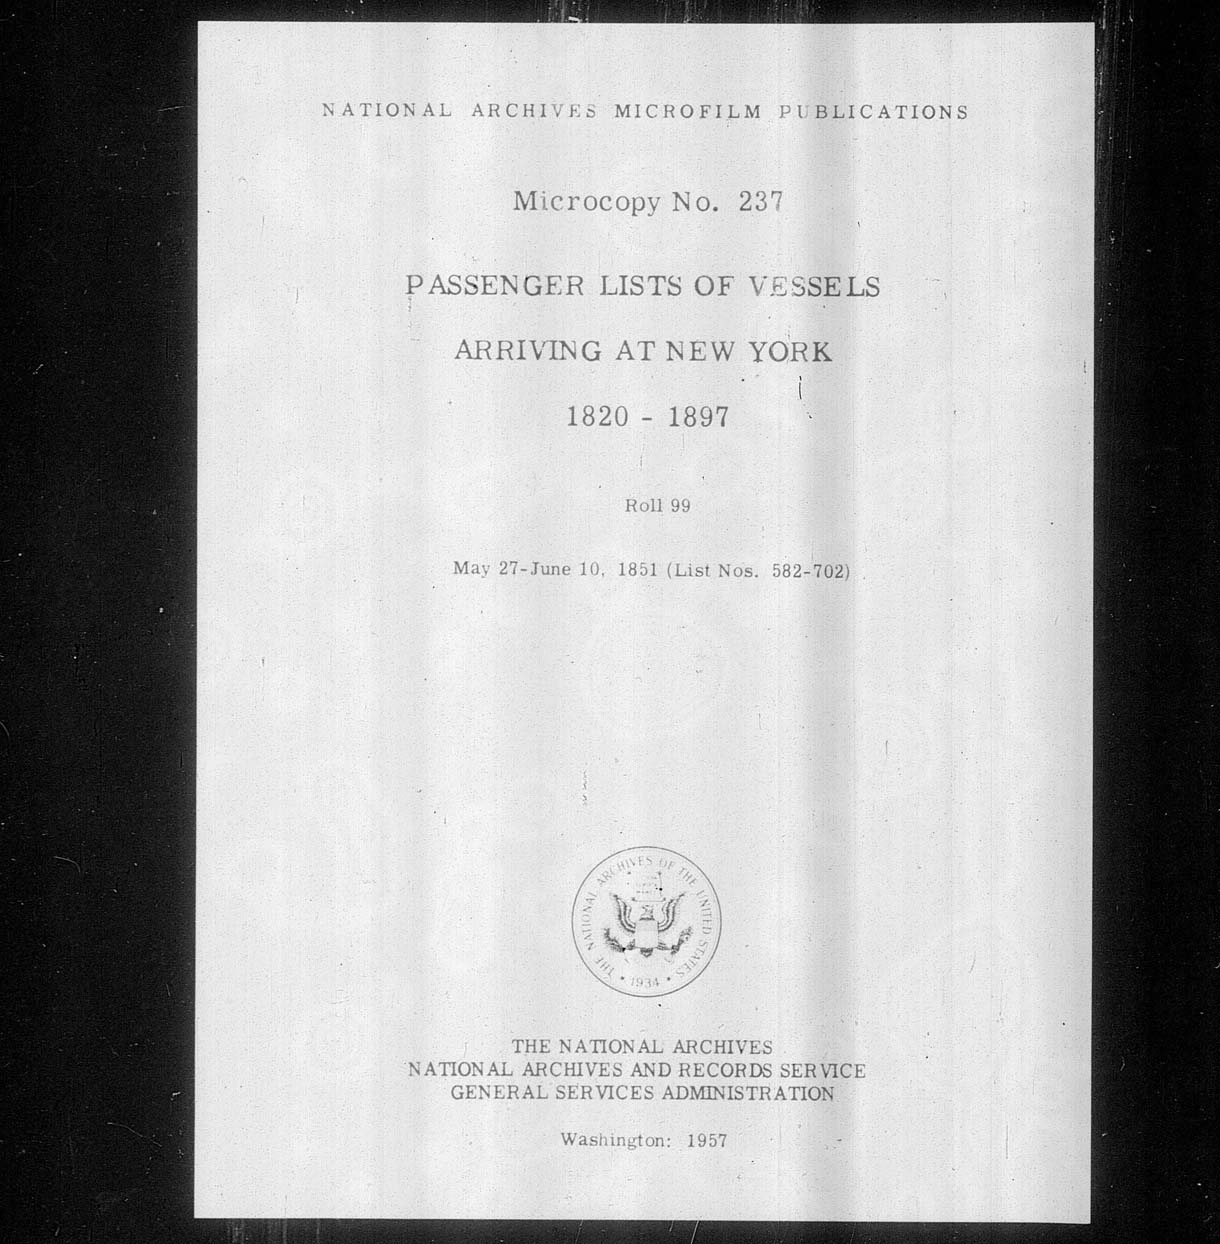 NATIONAL ARCHIVES MICROFILM PUBLICATIONS
Microcopy No. 237
PASSENGER LISTS OF VESSELS
ARRIVING AT NEW YORK
1820 - 1897
Roll 99
May 27-June 10, 1851 (List Nos. 582-702)
THE NATIONAL ARCHIVES OF THE UNITED STATES
• 1934 •
THE NATIONAL ARCHIVES
NATIONAL ARCHIVES AND RECORDS SERVICE
GENERAL SERVICES ADMINISTRATION
Washington: 1957